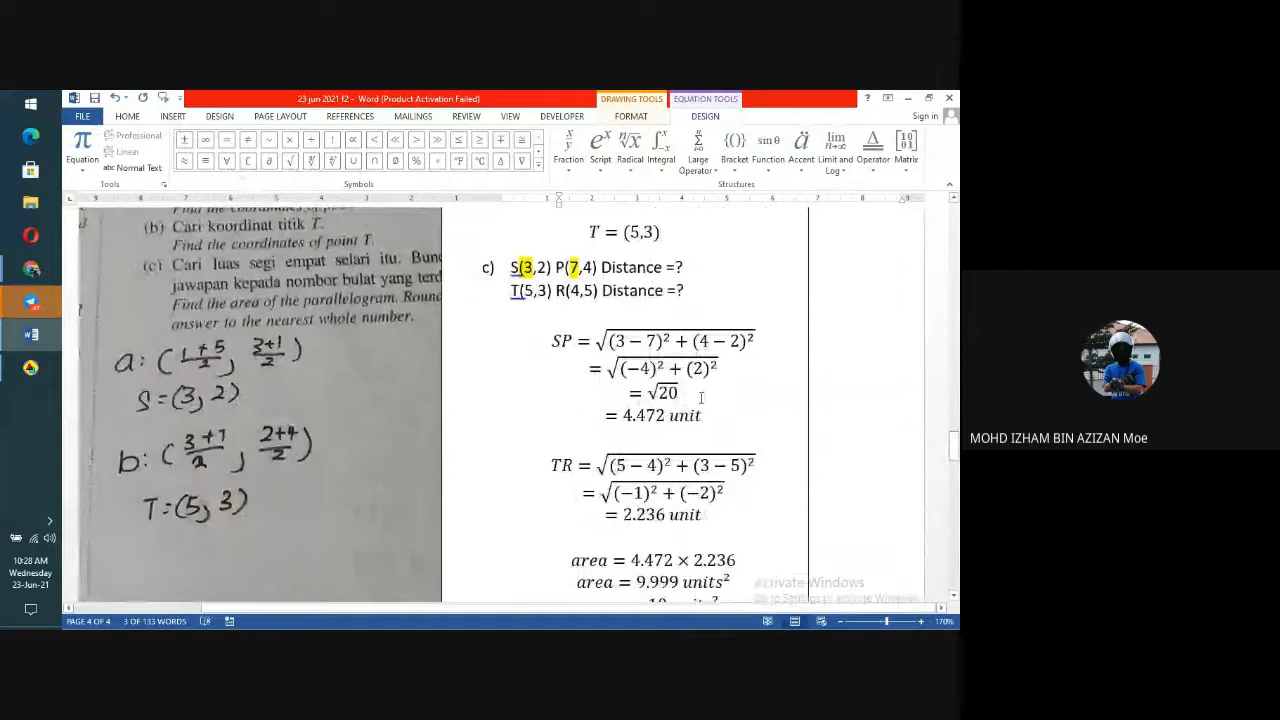 23 jun 2021 f2 - Word (Product Activation Failed)
DRAWING TOOLS
EQUATION TOOLS
FILE HOME INSERT DESIGN PAGE LAYOUT REFERENCES MAILINGS REVIEW VIEW DEVELOPER FORMAT DESIGN
Sign in
Equation
Professional
Linear
abc Normal Text
Tools
± ∞ = ≠ ~ × ÷ ! ∝ < ≪ > ≫ ≤ ≥ ∓
≅ ≈ ≡ ∀ ∁ ∂ √ ∛ ∜ ∪ ∩ ∅ % ° °F °C ∆ ∇
Symbols
Fraction Script Radical Integral Large Operator Bracket Function Accent Limit and Log Operator Matrix
Structures
(b) Cari koordinat titik T.
Find the coordinates of point T.
(c) Cari luas segi empat selari itu.
jawapan kepada nombor bulat yang
Find the area of the parallelogram. Round
answer to the nearest whole number.
a: (1+5/2, 3+1/2)
S=(3,2)
b: (3+7/2, 2+4/2)
T=(5,3)
T = (5,3)
c) S(3,2) P(7,4) Distance =?
T(5,3) R(4,5) Distance =?
SP = √(3 − 7)² + (4 − 2)²
= √(−4)² + (2)²
= √20
= 4.472 unit
TR = √(5 − 4)² + (3 − 5)²
= √(−1)² + (−2)²
= 2.236 unit
area = 4.472 × 2.236
area = 9.999 units²
Activate Windows
Go to Settings to activate Windows.
10:28 AM
Wednesday
23-Jun-21
PAGE 4 OF 4 3 OF 133 WORDS
170%
MOHD IZHAM BIN AZIZAN Moe